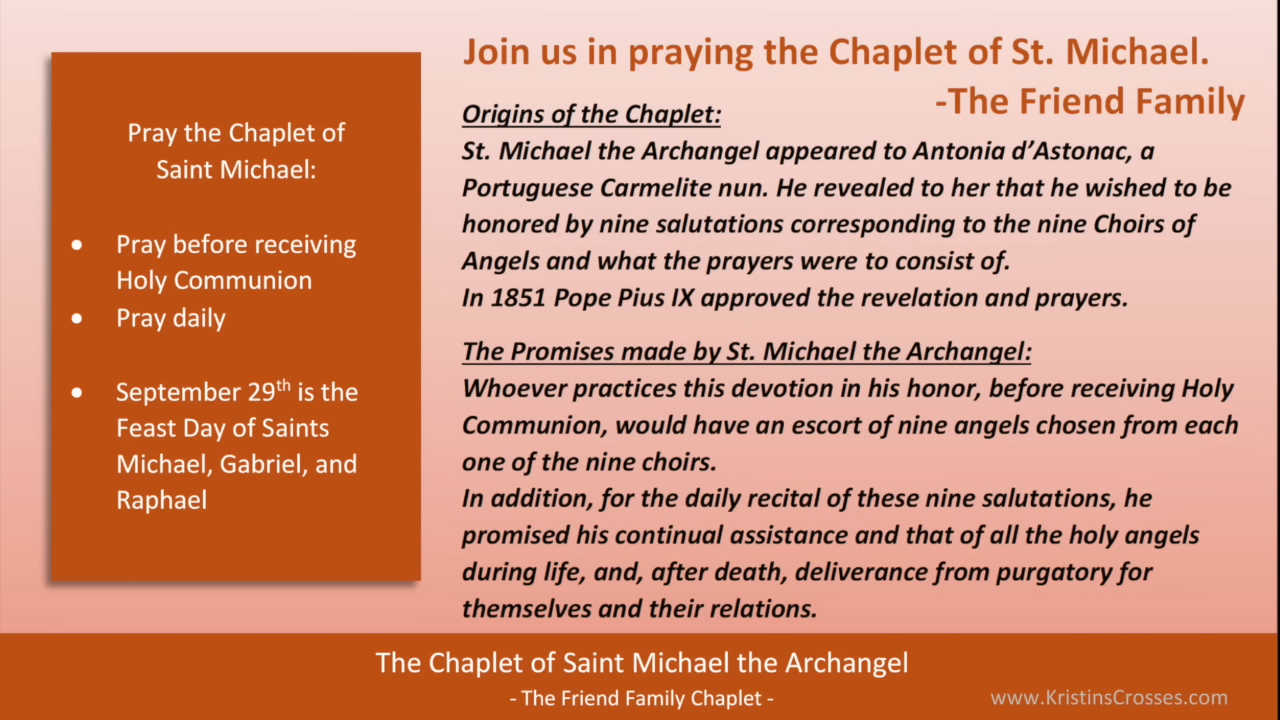 Join us in praying the Chaplet of St. Michael.
-The Friend Family
Pray the Chaplet of
Saint Michael:
• Pray before receiving
Holy Communion
• Pray daily
• September 29th is the
Feast Day of Saints
Michael, Gabriel, and
Raphael
Origins of the Chaplet:
St. Michael the Archangel appeared to Antonia d’Astonac, a
Portuguese Carmelite nun. He revealed to her that he wished to be
honored by nine salutations corresponding to the nine Choirs of
Angels and what the prayers were to consist of.
In 1851 Pope Pius IX approved the revelation and prayers.
The Promises made by St. Michael the Archangel:
Whoever practices this devotion in his honor, before receiving Holy
Communion, would have an escort of nine angels chosen from each
one of the nine choirs.
In addition, for the daily recital of these nine salutations, he
promised his continual assistance and that of all the holy angels
during life, and, after death, deliverance from purgatory for
themselves and their relations.
The Chaplet of Saint Michael the Archangel
- The Friend Family Chaplet -
www.KristinsCrosses.com